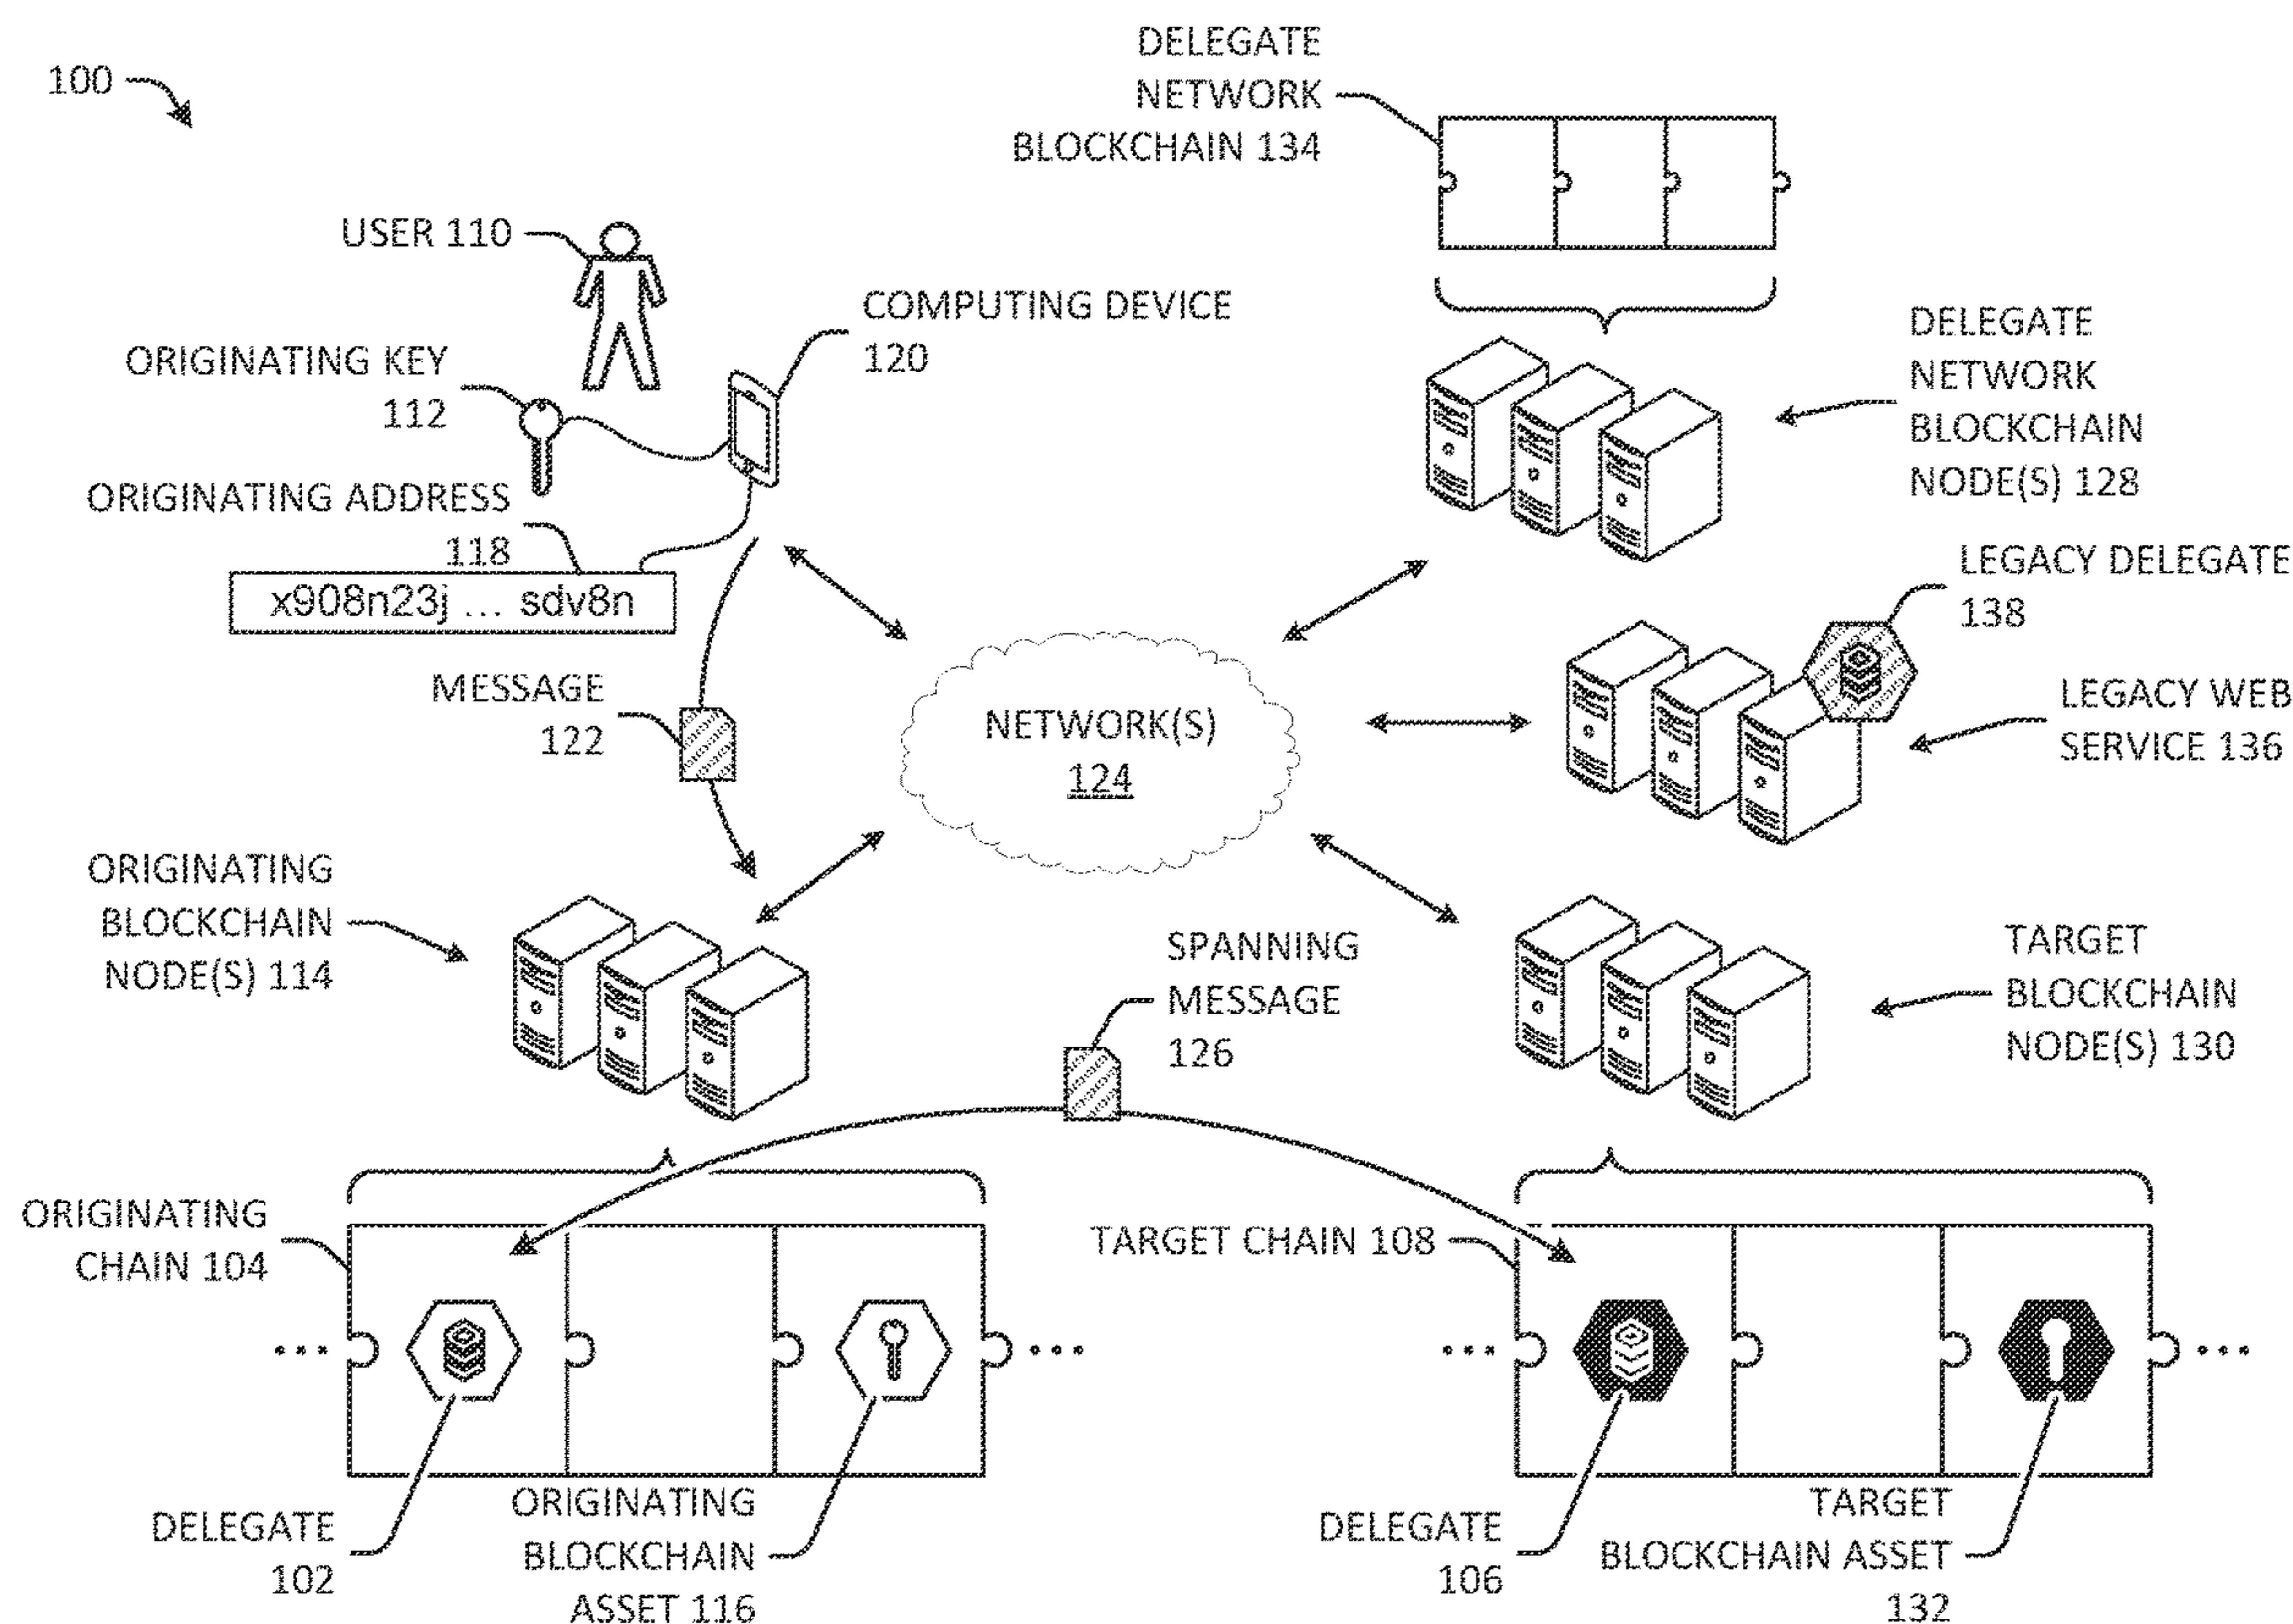 100
DELEGATE
NETWORK
BLOCKCHAIN 134
USER 110
COMPUTING DEVICE
120
ORIGINATING KEY
112
ORIGINATING ADDRESS
118
x908n23j ... sdv8n
DELEGATE
NETWORK
BLOCKCHAIN
NODE(S) 128
LEGACY DELEGATE
138
LEGACY WEB
SERVICE 136
MESSAGE
122
NETWORK(S)
124
ORIGINATING
BLOCKCHAIN
NODE(S) 114
SPANNING
MESSAGE
126
TARGET
BLOCKCHAIN
NODE(S) 130
ORIGINATING
CHAIN 104
TARGET CHAIN 108
...
...
...
...
DELEGATE
102
ORIGINATING
BLOCKCHAIN
ASSET 116
DELEGATE
106
TARGET
BLOCKCHAIN ASSET
132